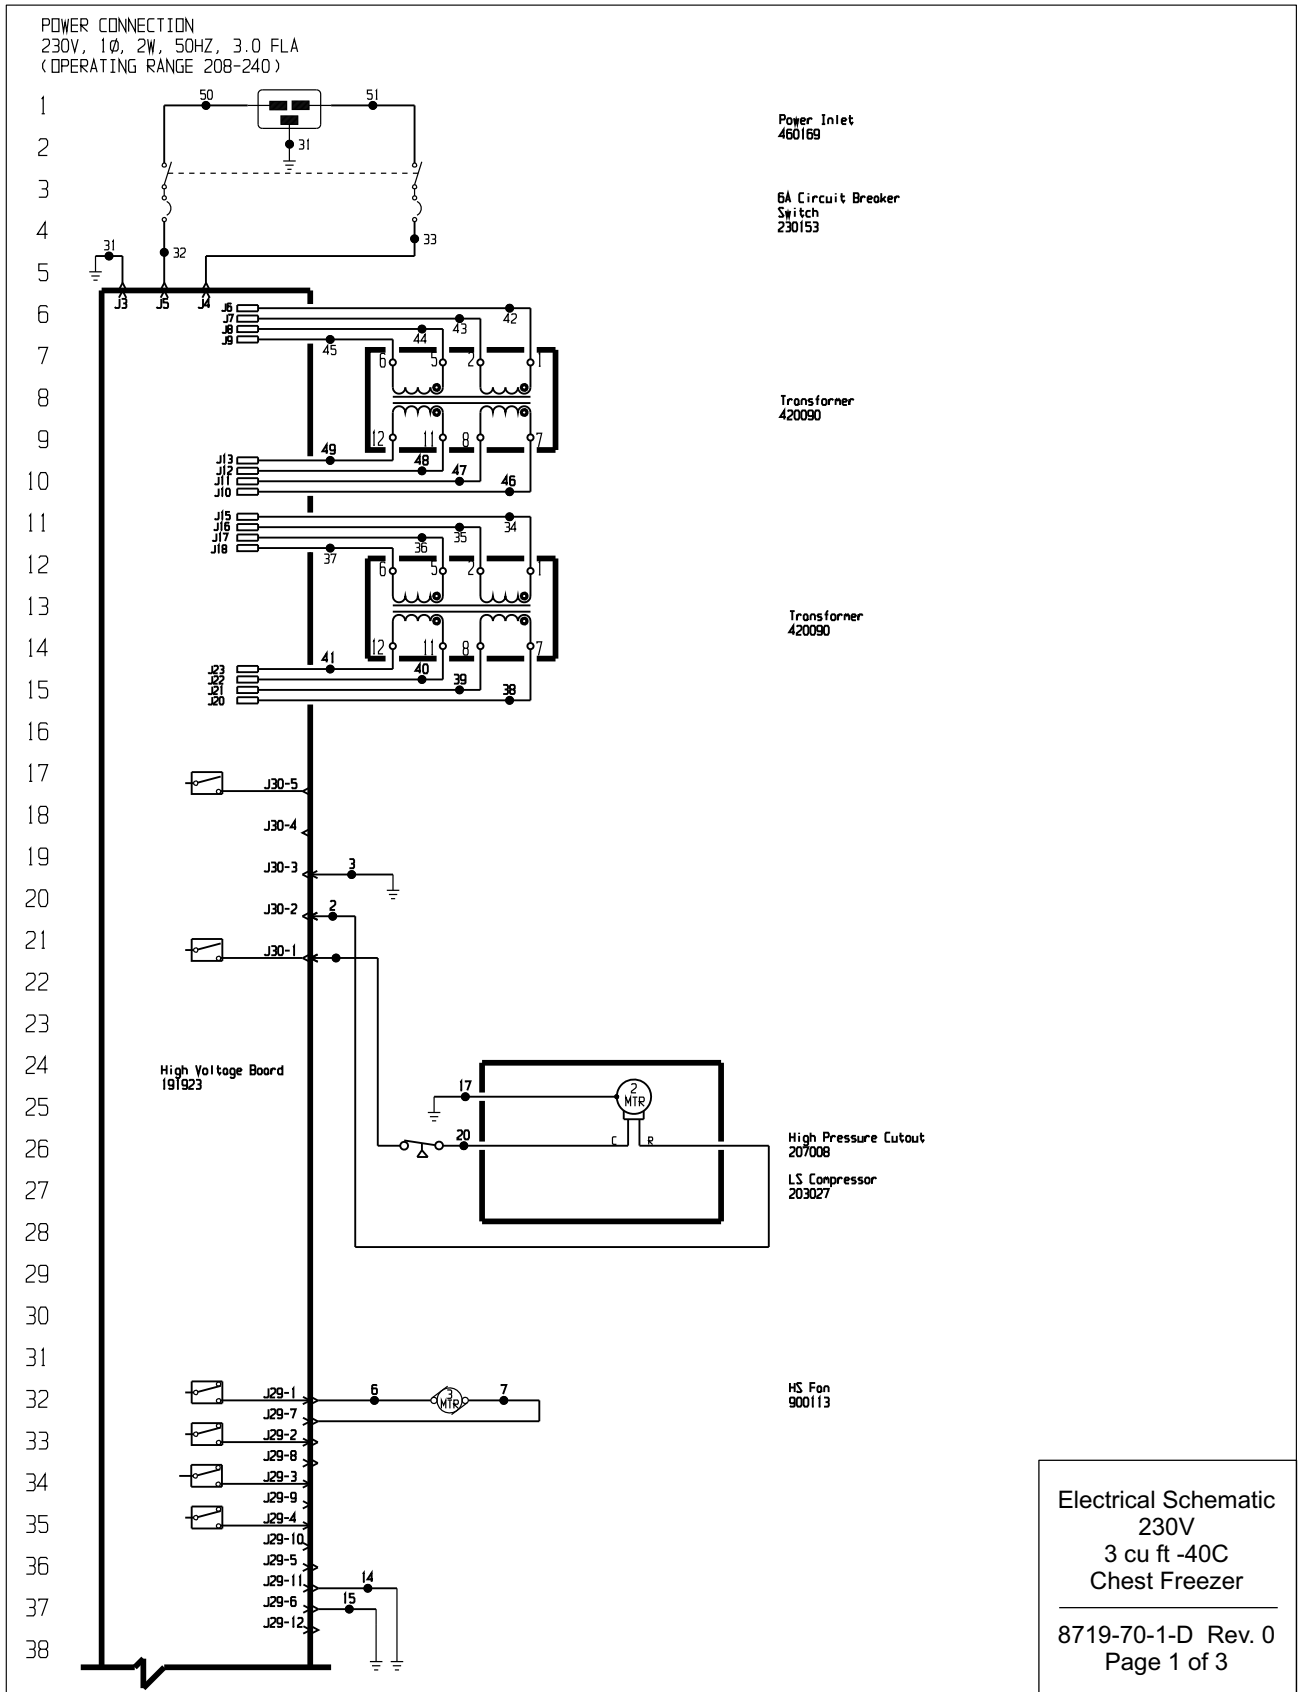 POWER CONNECTION
230V, 1Ø, 2W, 50HZ, 3.0 FLA
(OPERATING RANGE 208-240)
1
50
51
Power Inlet
460169
2
31
3
6A Circuit Breaker
Switch
230153
4
31
32
33
5
J3
J5
J4
6
J6
42
J7
43
J8
44
J9
45
7
6
5
2
1
8
Transformer
420090
9
12
11
8
7
J13
49
J12
48
J11
47
10
J10
46
11
J15
34
J16
35
J17
36
J18
37
12
6
5
2
1
13
Transformer
420090
14
12
11
8
7
J23
41
J22
40
15
J21
39
J20
38
16
17
J30-5
18
J30-4
19
J30-3
3
20
J30-2
2
21
J30-1
22
23
24
High Voltage Board
191923
17
2
MTR
25
26
20
C
R
High Pressure Cutout
207008
27
LS Compressor
203027
28
29
30
31
32
J29-1
6
3
MTR
7
HS Fan
900113
J29-7
33
J29-2
J29-8
34
J29-3
J29-9
35
J29-4
J29-10
36
J29-5
J29-11
14
37
J29-6
15
J29-12
38
Electrical Schematic
230V
3 cu ft -40C
Chest Freezer
8719-70-1-D Rev. 0
Page 1 of 3